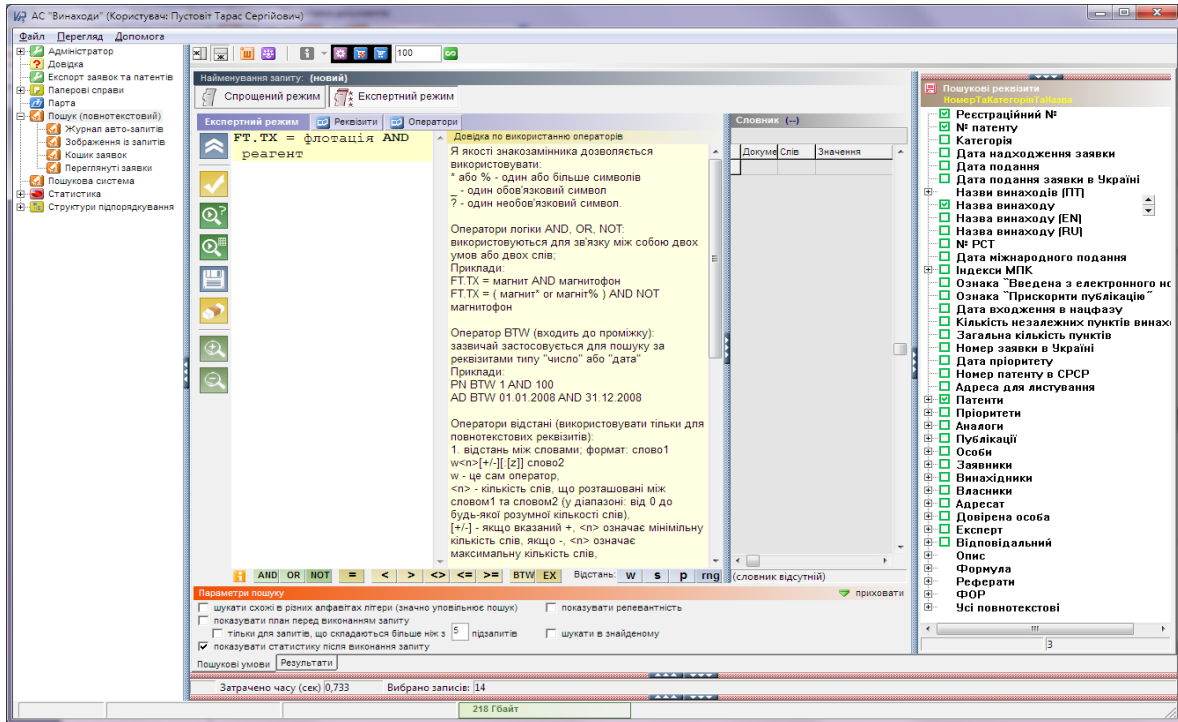 АС "Винаходи" (Користувач: Пустовіт Тарас Сергійович)
Файл Перегляд Допомога
Адміністратор
Довідка
Експорт заявок та патентів
Паперові справи
Парта
Пошук (повнотекстовий)
Журнал авто-запитів
Зображення із запитів
Кошик заявок
Переглянуті заявки
Пошукова система
Статистика
Структури підпорядкування
100
Найменування запиту: (новий)
Спрощений режим Експертний режим
Експертний режим Реквізити Оператори
FT.TX = флотація AND
реагент
Довідка по використанню операторів
Я якості знакозамінника дозволяється
використовувати:
* або % - один або більше символів
_ - один обов'язковий символ
? - один необов'язковий символ.
Оператори логіки AND, OR, NOT:
використовуються для зв'язку між собою двох
умов або двох слів;
Приклади:
FT.TX = магнит AND магнитофон
FT.TX = ( магнит* or магніт% ) AND NOT
магнитофон
Оператор BTW (входить до проміжку):
зазвичай застосовується для пошуку за
реквізитами типу "число" або "дата"
Приклади:
PN BTW 1 AND 100
AD BTW 01.01.2008 AND 31.12.2008
Оператори відстані (використовувати тільки для
повнотекстових реквізитів):
1. відстань між словами; формат: слово1
w<n>[+/-][:[z]] слово2
w - це сам оператор,
<n> - кількість слів, що розташовані між
словом1 та словом2 (у діапазоні: від 0 до
будь-якої розумної кількості слів),
[+/-] - якщо вказаний +, <n> означає мінімільну
кількість слів, якщо -, <n> означає
максимальну кількість слів,
AND OR NOT = < > <> <= >= BTW EX Відстань: w s p rng
Словник (--)
Докуме Слів Значення
(словник відсутній)
Параметри пошуку приховати
шукати схожі в різних алфавітах літери (значно уповільнює пошук) показувати релевантність
показувати план перед виконанням запиту
тільки для запитів, що складаються більше ніж з 5 підзапитів шукати в знайденому
показувати статистику після виконання запиту
Пошукові умови Результати
Затрачено часу (сек) 0,733 Вибрано записів: 14
218 Гбайт
Пошукові реквізити
НомерТаКатегоріяТаНазва
Реєстраційний №
№ патенту
Категорія
Дата надходження заявки
Дата подання
Дата подання заявки в Україні
Назви винаходів (ПТ)
Назва винаходу
Назва винаходу (EN)
Назва винаходу (RU)
№ PCT
Дата міжнародного подання
Індекси МПК
Ознака "Введена з електронного но
Ознака "Прискорити публікацію"
Дата входження в нацфазу
Кількість незалежних пунктів винахо
Загальна кількість пунктів
Номер заявки в Україні
Дата пріоритету
Номер патенту в СРСР
Адреса для листування
Патенти
Пріоритети
Аналоги
Публікації
Особи
Заявники
Винахідники
Власники
Адресат
Довірена особа
Експерт
Відповідальний
Опис
Формула
Реферати
ФОР
Усі повнотекстові
3